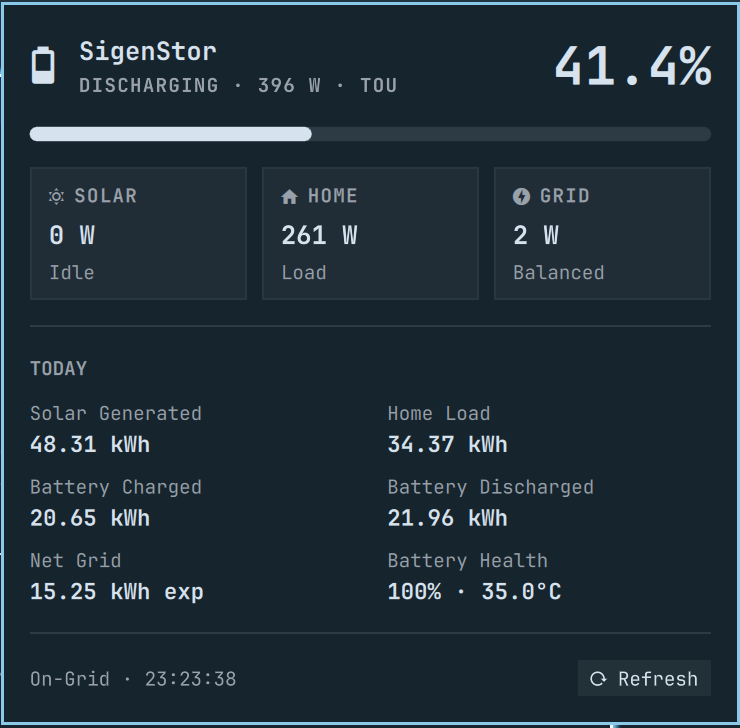 SigenStor
DISCHARGING · 396 W · TOU
41.4%
SOLAR
0 W
Idle
HOME
261 W
Load
GRID
2 W
Balanced
TODAY
Solar Generated
48.31 kWh
Home Load
34.37 kWh
Battery Charged
20.65 kWh
Battery Discharged
21.96 kWh
Net Grid
15.25 kWh exp
Battery Health
100% · 35.0°C
On-Grid · 23:23:38
Refresh